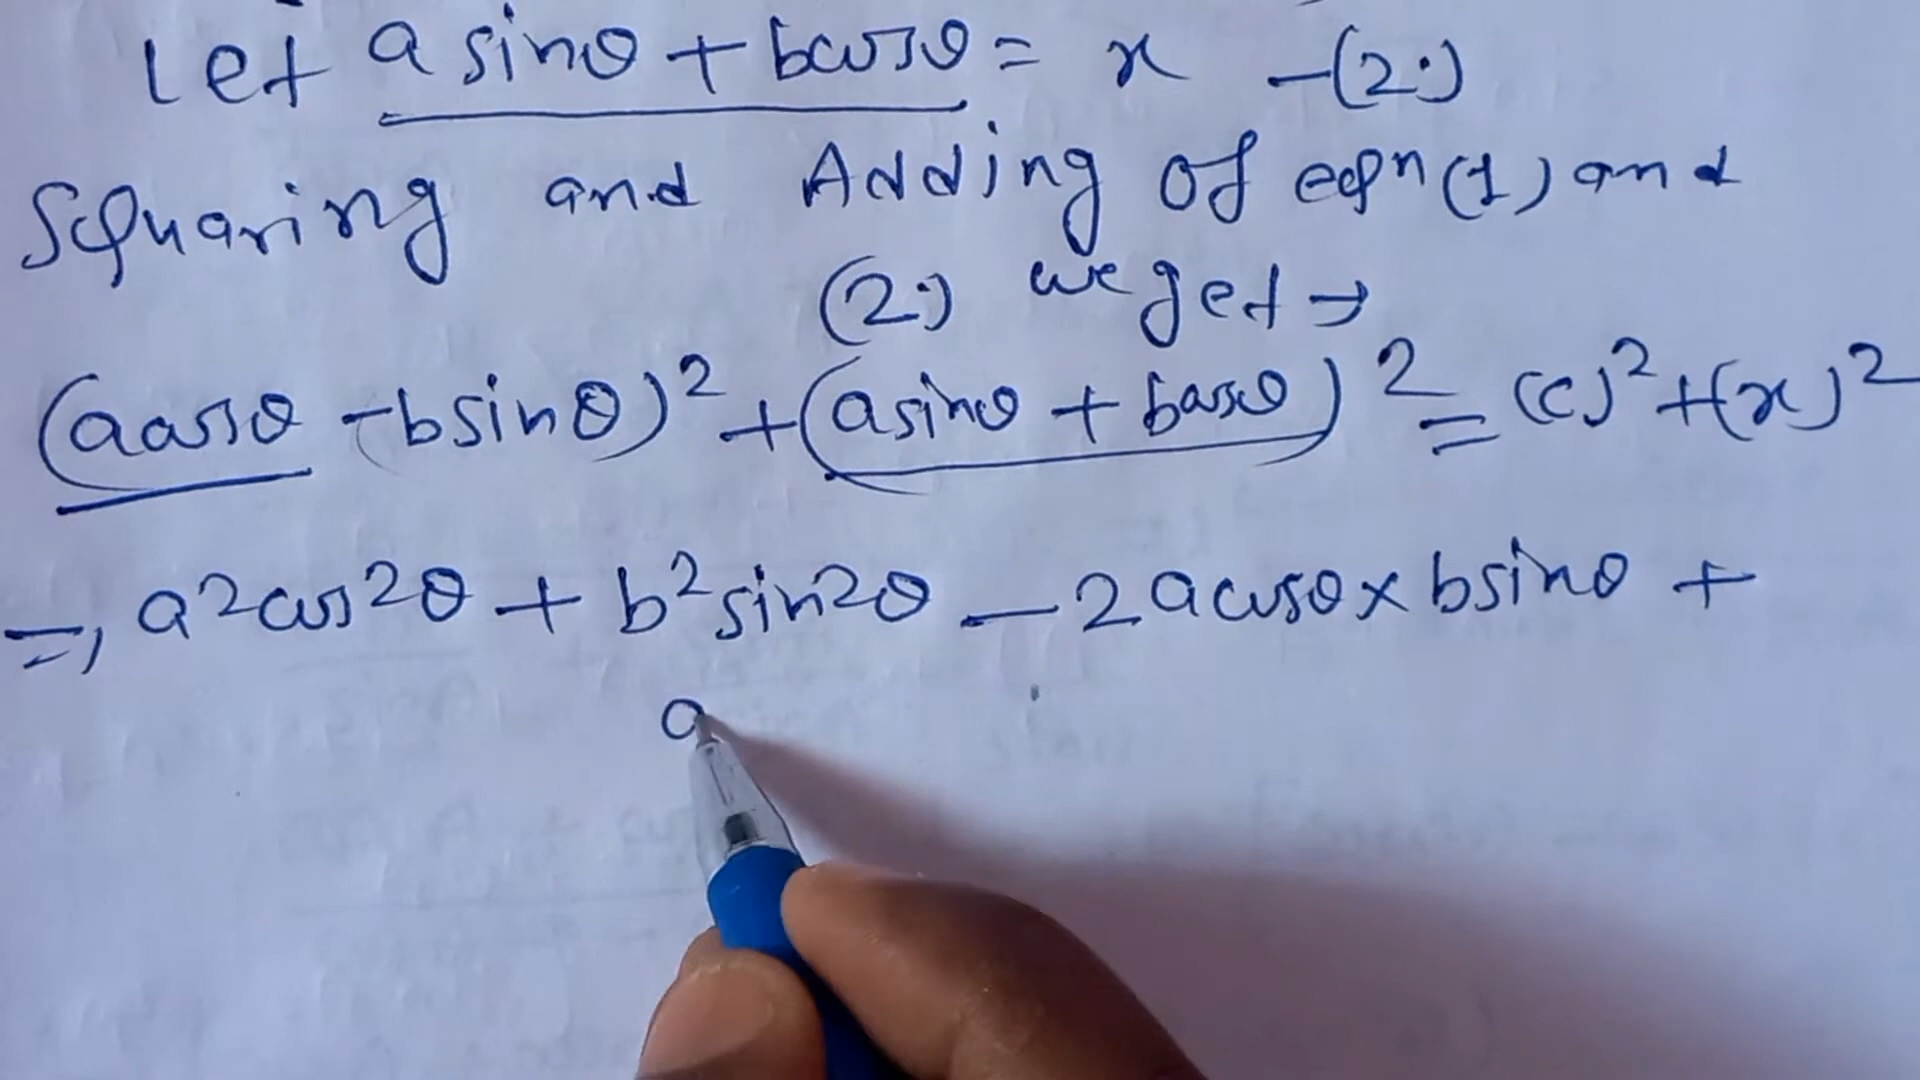 Let a sinθ + bcosθ = x -(2.)
Squaring and Adding of eqn (1) and
(2.) we get →
(acosθ - bsinθ)² + (asinθ + bcosθ)² = (c)² + (x)²
=, a²cos²θ + b²sin²θ - 2acosθ × bsinθ +
a